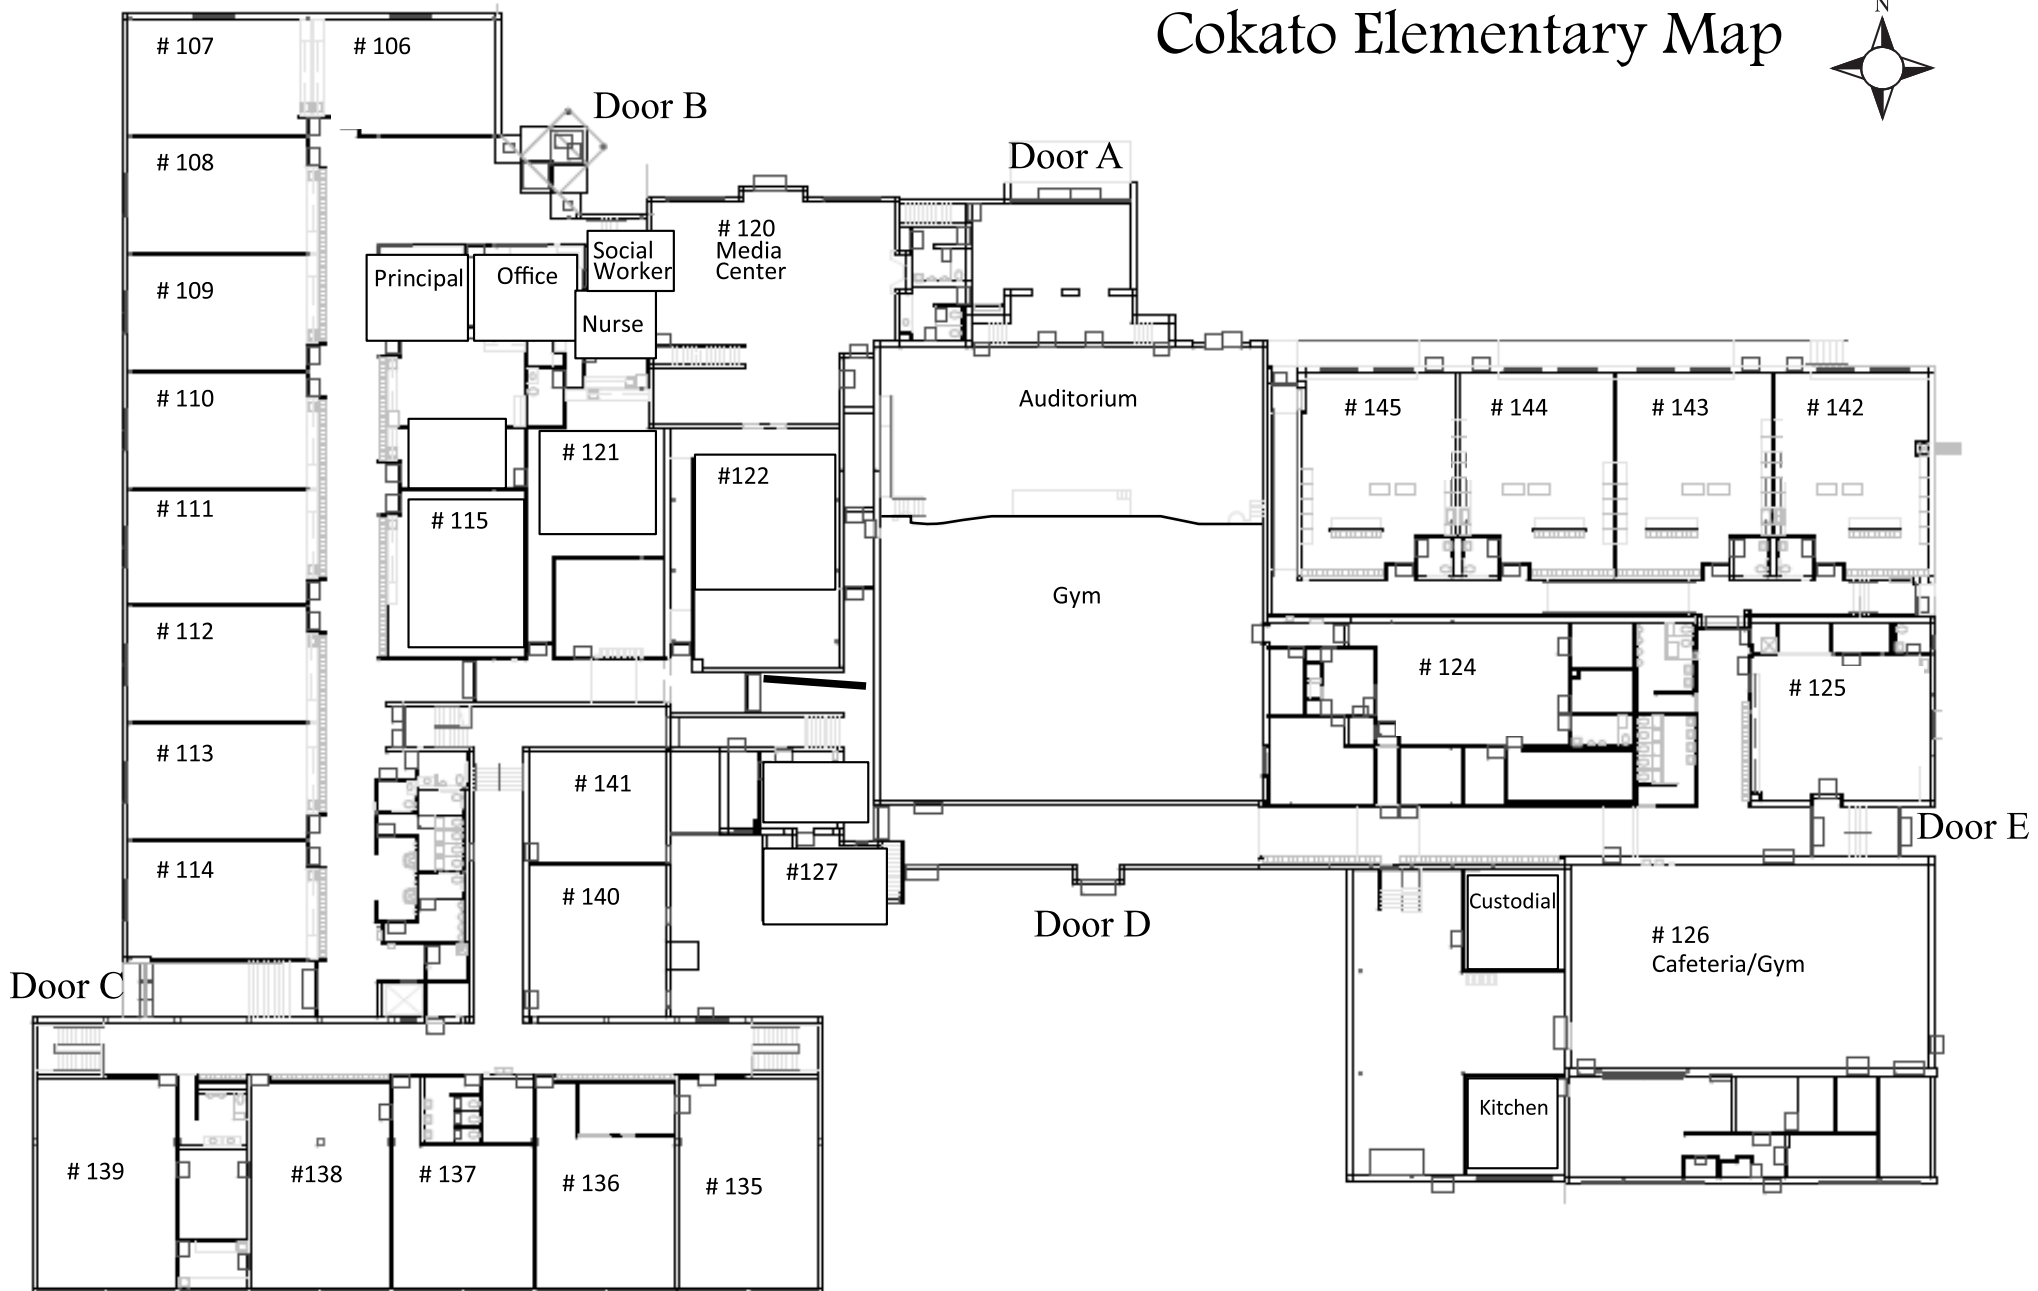 Cokato Elementary Map
N
# 107
# 106
Door B
Door A
# 108
# 120
Media
Center
Social
Worker
Principal
Office
# 109
Nurse
# 110
Auditorium
# 145
# 144
# 143
# 142
# 121
#122
# 111
# 115
Gym
# 112
# 124
# 125
# 113
# 141
Door E
# 114
#127
# 140
Custodial
Door D
# 126
Cafeteria/Gym
Door C
Kitchen
# 139
#138
# 137
# 136
# 135